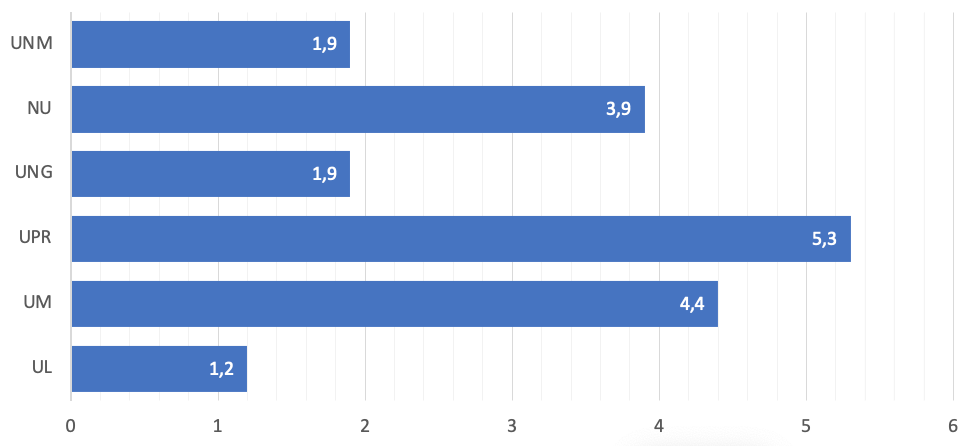 UNM 1,9
NU 3,9
UNG 1,9
UPR 5,3
UM 4,4
UL 1,2
0 1 2 3 4 5 6